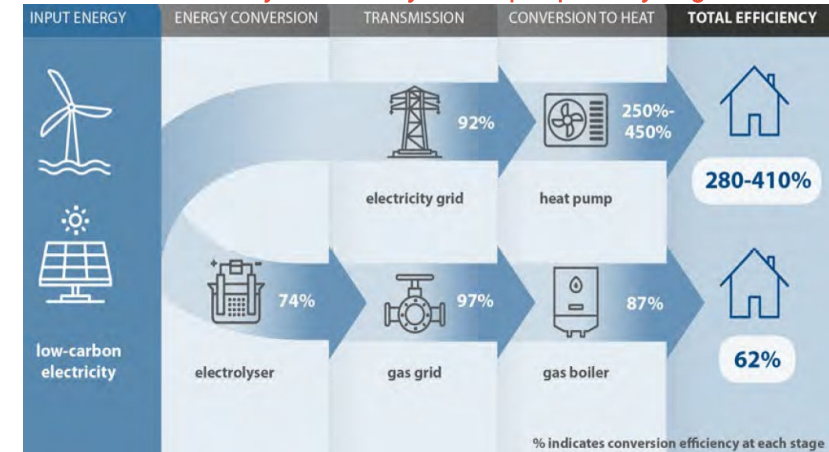 INPUT ENERGY
ENERGY CONVERSION
TRANSMISSION
CONVERSION TO HEAT
TOTAL EFFICIENCY
92%
250%-
450%
electricity grid
heat pump
280-410%
74%
97%
87%
low-carbon
electricity
electrolyser
gas grid
gas boiler
62%
% indicates conversion efficiency at each stage